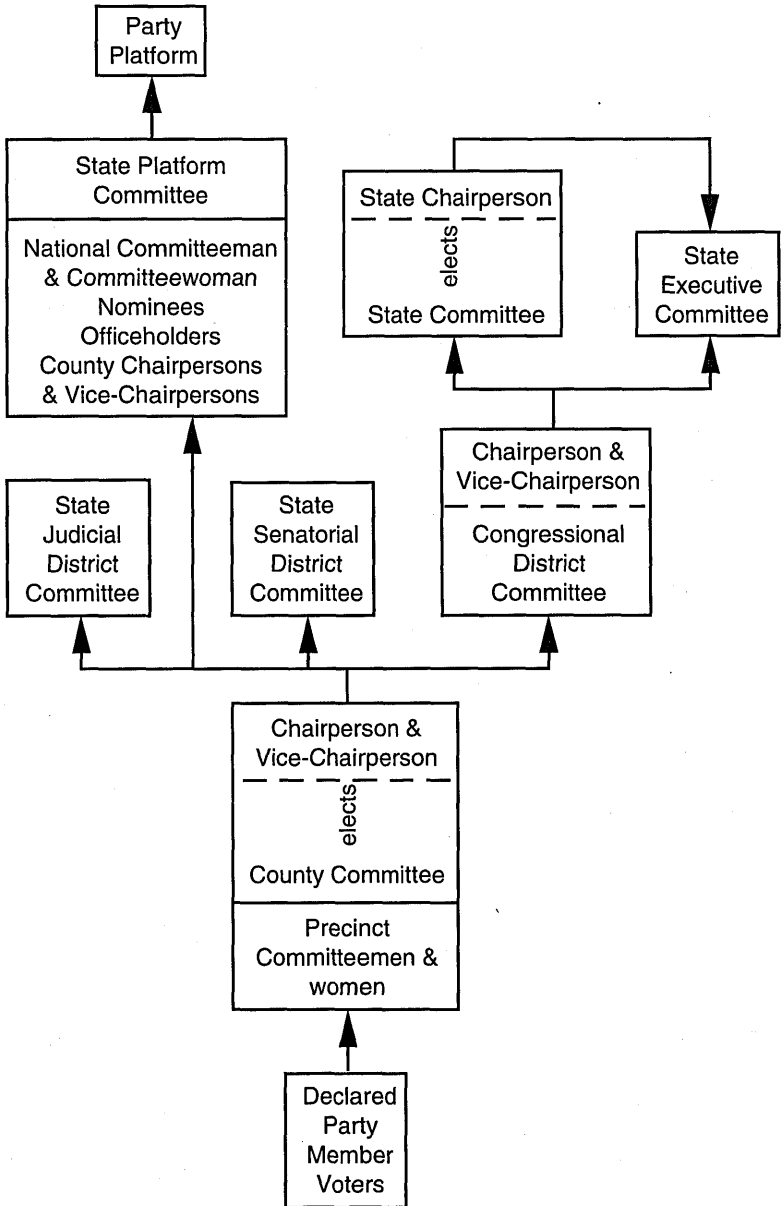 Party
Platform
State Platform
Committee
National Committeeman
& Committeewoman
Nominees
Officeholders
County Chairpersons
& Vice-Chairpersons
State Chairperson
elects
State Committee
State
Executive
Committee
State
Judicial
District
Committee
State
Senatorial
District
Committee
Chairperson &
Vice-Chairperson
Congressional
District
Committee
Chairperson &
Vice-Chairperson
elects
County Committee
Precinct
Committeemen &
women
Declared
Party
Member
Voters